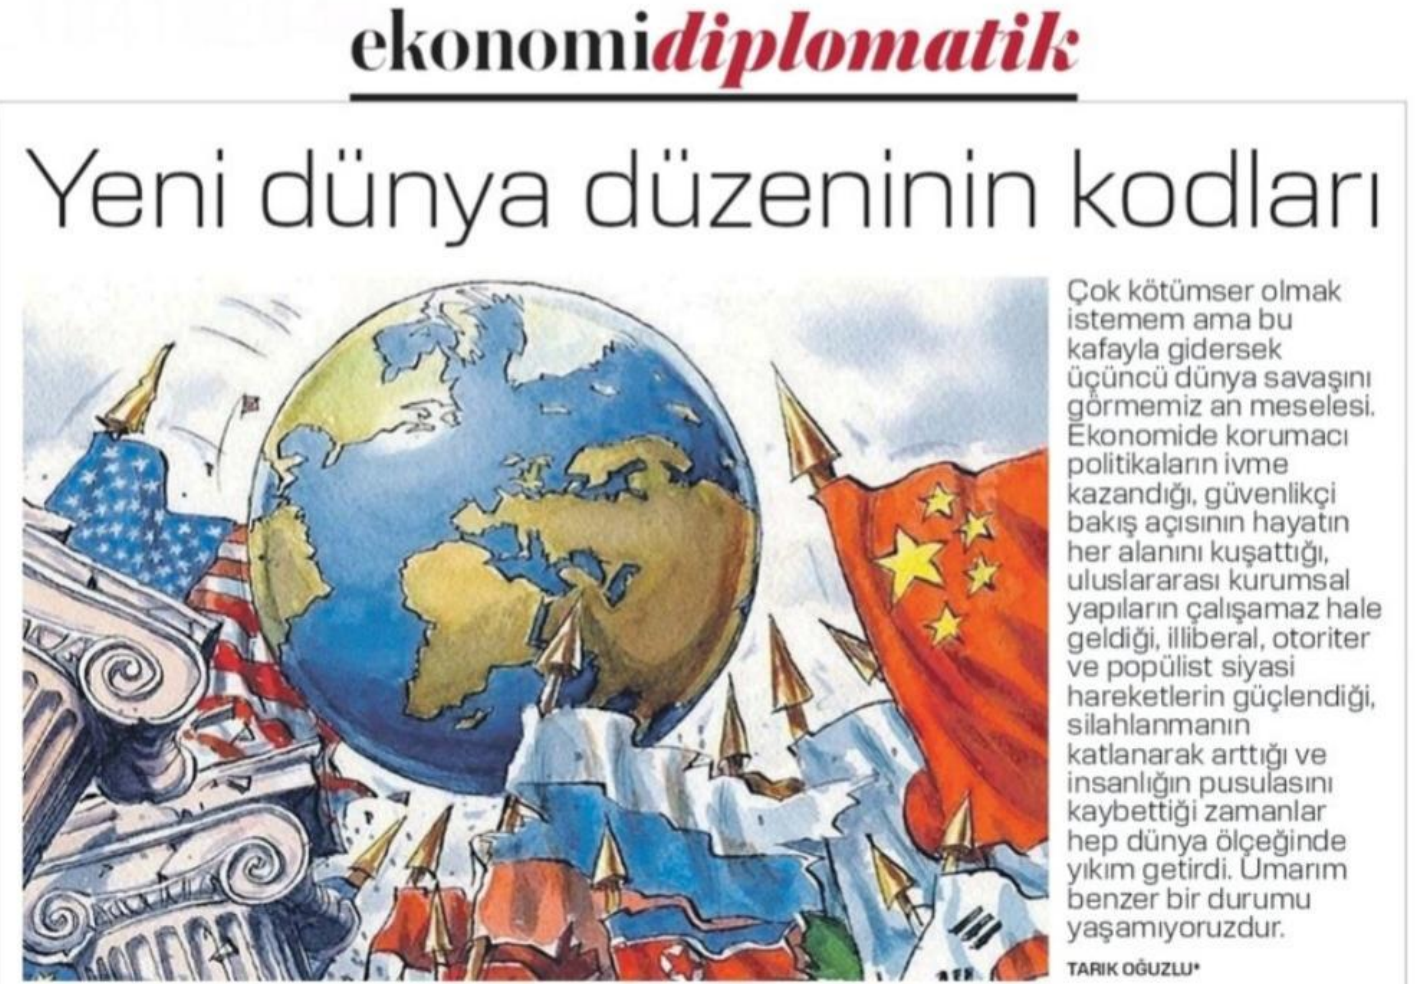 ekonomidiplomatik
Yeni dünya düzeninin kodları
Çok kötümser olmak
istemem ama bu
kafayla gidersek
üçüncü dünya savaşını
görmemiz an meselesi.
Ekonomide korumacı
politikaların ivme
kazandığı, güvenlikçi
bakış açısının hayatın
her alanını kuşattığı,
uluslararası kurumsal
yapıların çalışamaz hale
geldiği, illiberal, otoriter
ve popülist siyasi
hareketlerin güçlendiği,
silahlanmanın
katlanarak arttığı ve
insanlığın pusulasını
kaybettiği zamanlar
hep dünya ölçeğinde
yıkım getirdi. Umarım
benzer bir durumu
yaşamıyoruzdur.
TARIK OĞUZLU*